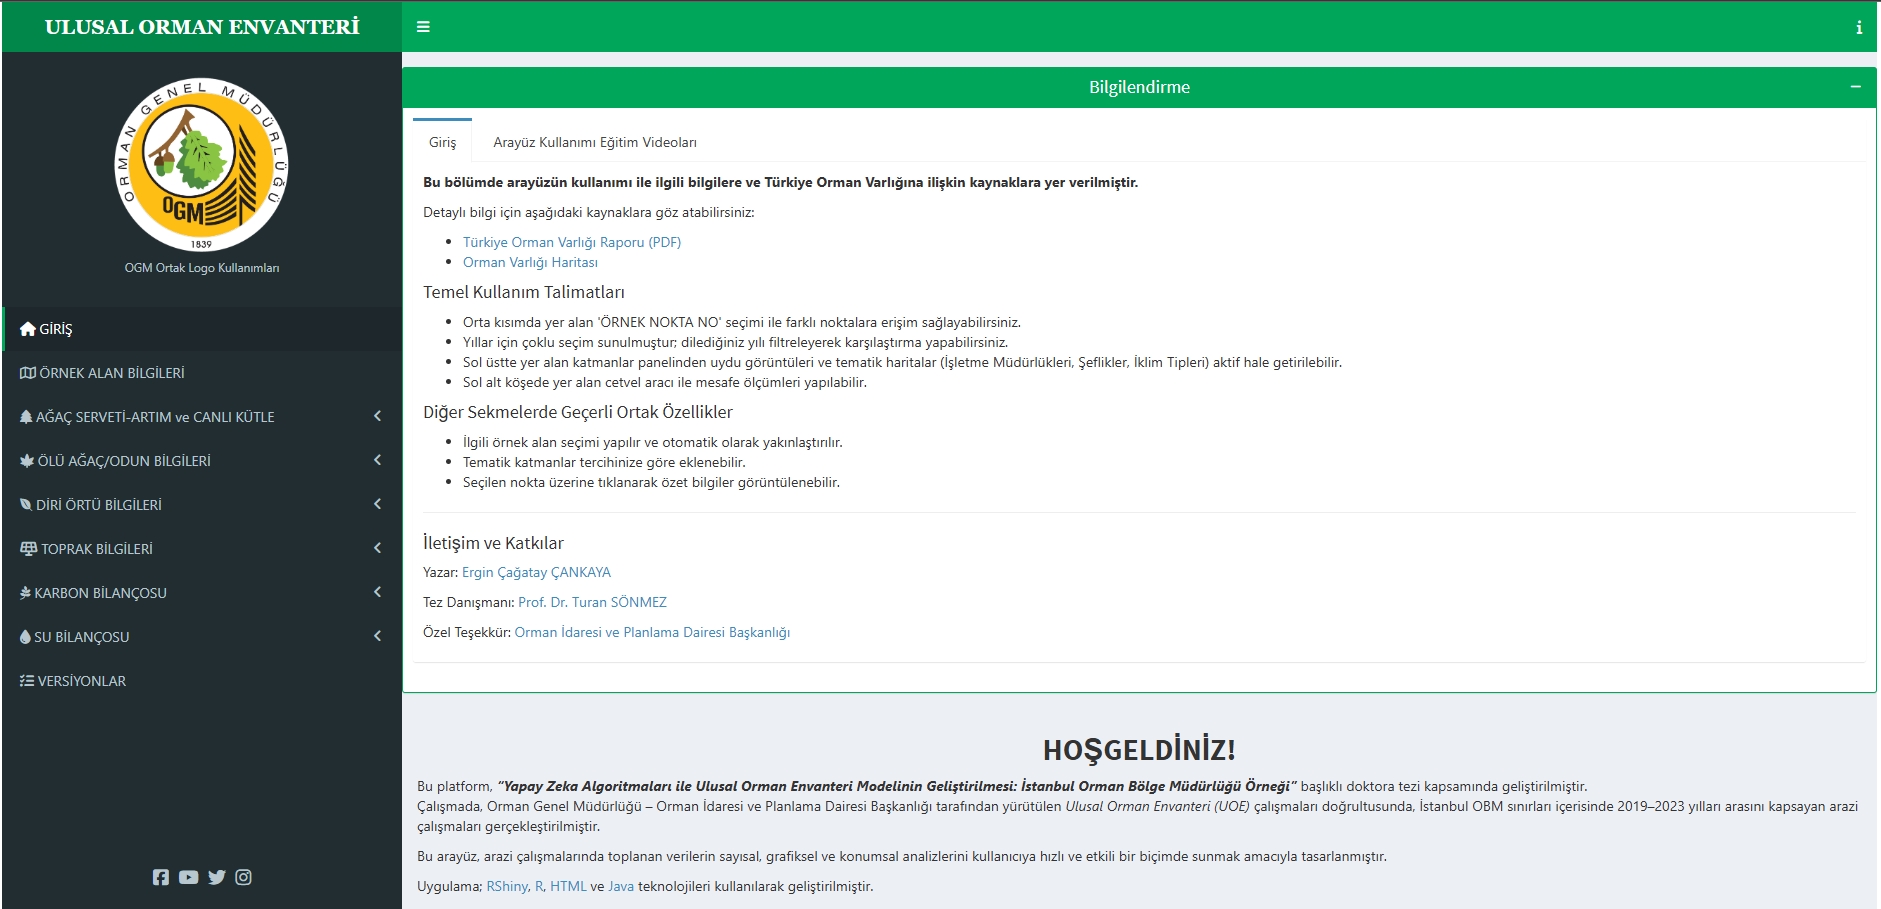 ULUSAL ORMAN ENVANTERİ
ORMAN GENEL MÜDÜRLÜĞÜ
OGM
1839
OGM Ortak Logo Kullanımları
GİRİŞ
ÖRNEK ALAN BİLGİLERİ
AĞAÇ SERVETİ-ARTIM ve CANLI KÜTLE
ÖLÜ AĞAÇ/ODUN BİLGİLERİ
DİRİ ÖRTÜ BİLGİLERİ
TOPRAK BİLGİLERİ
KARBON BİLANÇOSU
SU BİLANÇOSU
VERSİYONLAR
Bilgilendirme
Giriş
Arayüz Kullanımı Eğitim Videoları
Bu bölümde arayüzün kullanımı ile ilgili bilgilere ve Türkiye Orman Varlığına ilişkin kaynaklara yer verilmiştir.
Detaylı bilgi için aşağıdaki kaynaklara göz atabilirsiniz:
Türkiye Orman Varlığı Raporu (PDF)
Orman Varlığı Haritası
Temel Kullanım Talimatları
Orta kısımda yer alan 'ÖRNEK NOKTA NO' seçimi ile farklı noktalara erişim sağlayabilirsiniz.
Yıllar için çoklu seçim sunulmuştur; dilediğiniz yılı filtreleyerek karşılaştırma yapabilirsiniz.
Sol üstte yer alan katmanlar panelinden uydu görüntüleri ve tematik haritalar (İşletme Müdürlükleri, Şeflikler, İklim Tipleri) aktif hale getirilebilir.
Sol alt köşede yer alan cetvel aracı ile mesafe ölçümleri yapılabilir.
Diğer Sekmelerde Geçerli Ortak Özellikler
İlgili örnek alan seçimi yapılır ve otomatik olarak yakınlaştırılır.
Tematik katmanlar tercihinize göre eklenebilir.
Seçilen nokta üzerine tıklanarak özet bilgiler görüntülenebilir.
İletişim ve Katkılar
Yazar: Ergin Çağatay ÇANKAYA
Tez Danışmanı: Prof. Dr. Turan SÖNMEZ
Özel Teşekkür: Orman İdaresi ve Planlama Dairesi Başkanlığı
HOŞGELDİNİZ!
Bu platform, “Yapay Zeka Algoritmaları ile Ulusal Orman Envanteri Modelinin Geliştirilmesi: İstanbul Orman Bölge Müdürlüğü Örneği” başlıklı doktora tezi kapsamında geliştirilmiştir.
Çalışmada, Orman Genel Müdürlüğü – Orman İdaresi ve Planlama Dairesi Başkanlığı tarafından yürütülen Ulusal Orman Envanteri (UOE) çalışmaları doğrultusunda, İstanbul OBM sınırları içerisinde 2019–2023 yılları arasını kapsayan arazi
çalışmaları gerçekleştirilmiştir.
Bu arayüz, arazi çalışmalarında toplanan verilerin sayısal, grafiksel ve konumsal analizlerini kullanıcıya hızlı ve etkili bir biçimde sunmak amacıyla tasarlanmıştır.
Uygulama; RShiny, R, HTML ve Java teknolojileri kullanılarak geliştirilmiştir.